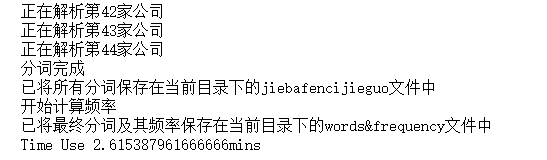 正在解析第42家公司
正在解析第43家公司
正在解析第44家公司
分词完成
已将所有分词保存在当前目录下的jiebafencijieguo文件中
开始计算频率
已将最终分词及其频率保存在当前目录下的words&frequency文件中
Time Use 2.615387961666666mins